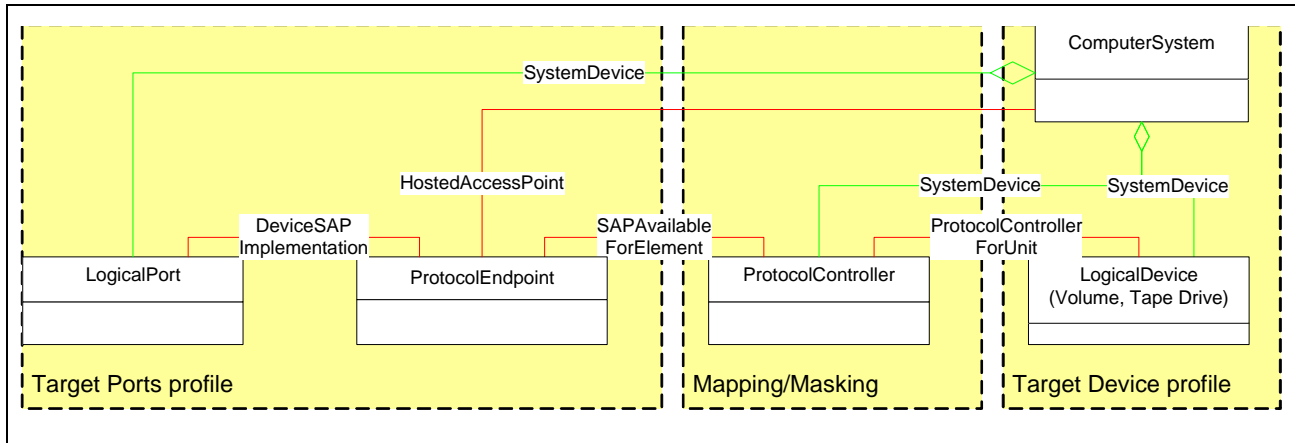 ComputerSystem
SystemDevice
HostedAccessPoint
SystemDevice
SystemDevice
DeviceSAP
Implementation
SAPAvailable
ForElement
ProtocolController
ForUnit
LogicalPort
ProtocolEndpoint
ProtocolController
LogicalDevice
(Volume, Tape Drive)
Target Ports profile
Mapping/Masking
Target Device profile